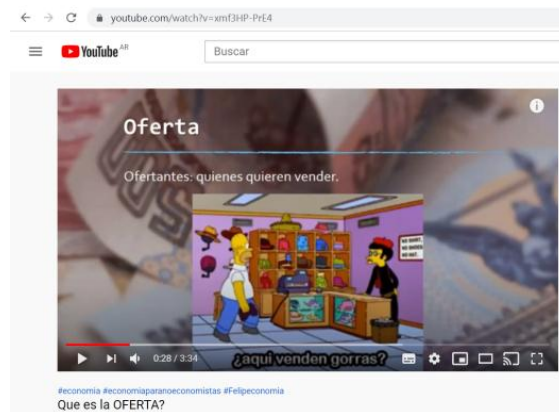 youtube.com/watch?v=xmf3HP-PrE4
YouTube AR
Buscar
Oferta
Ofertantes: quienes quieren vender.
¿aqui venden gorras?
0:28 / 3:34
#economia #economiaparanoeconomistas #Felipeconomia
Que es la OFERTA?